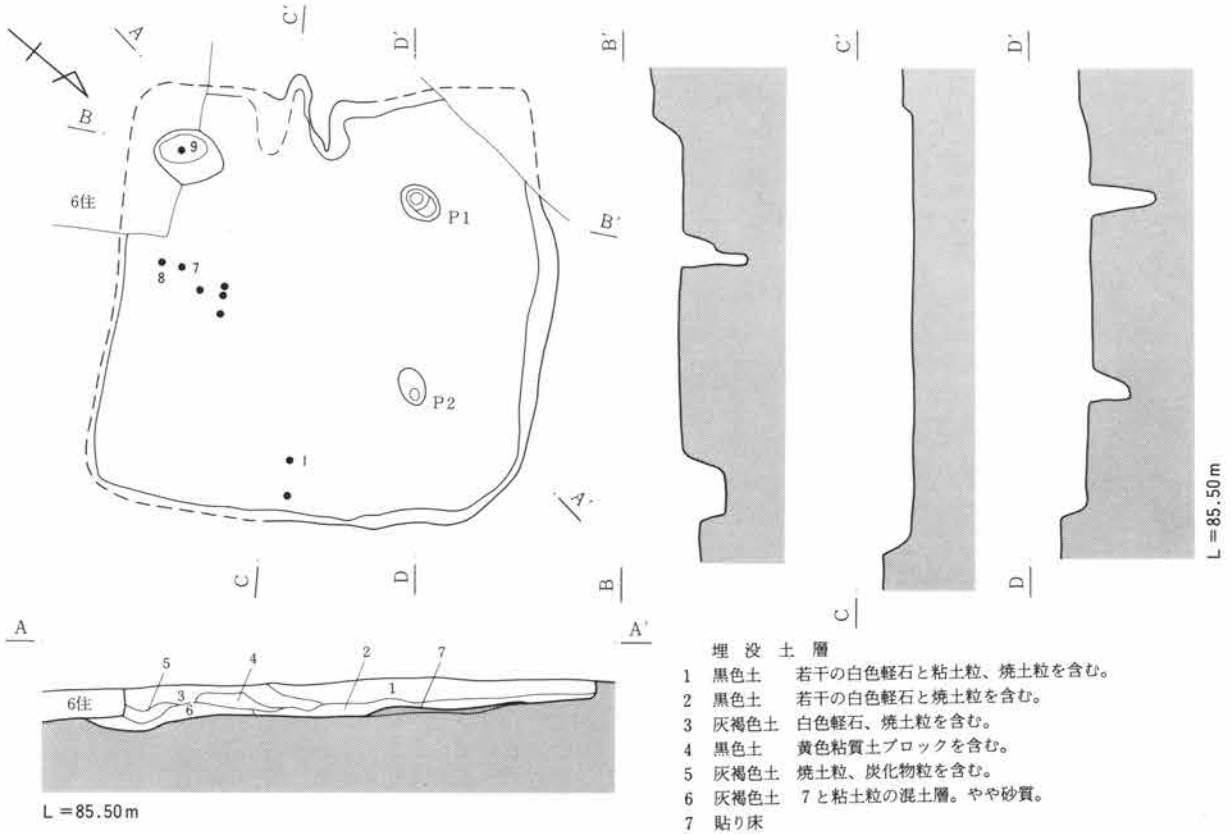 A
C'
D'
B
9
6住
P1
B'
8
7
P2
1
A'
C
D
B'
B
C'
C
D'
D
L=85.50m
A
A'
5
4
2
7
3
1
6住
6
L=85.50m
埋没土層
1 黒色土 若干の白色軽石と粘土粒、焼土粒を含む。
2 黒色土 若干の白色軽石と焼土粒を含む。
3 灰褐色土 白色軽石、焼土粒を含む。
4 黒色土 黄色粘質土ブロックを含む。
5 灰褐色土 焼土粒、炭化物粒を含む。
6 灰褐色土 7と粘土粒の混土層。やや砂質。
7 貼り床